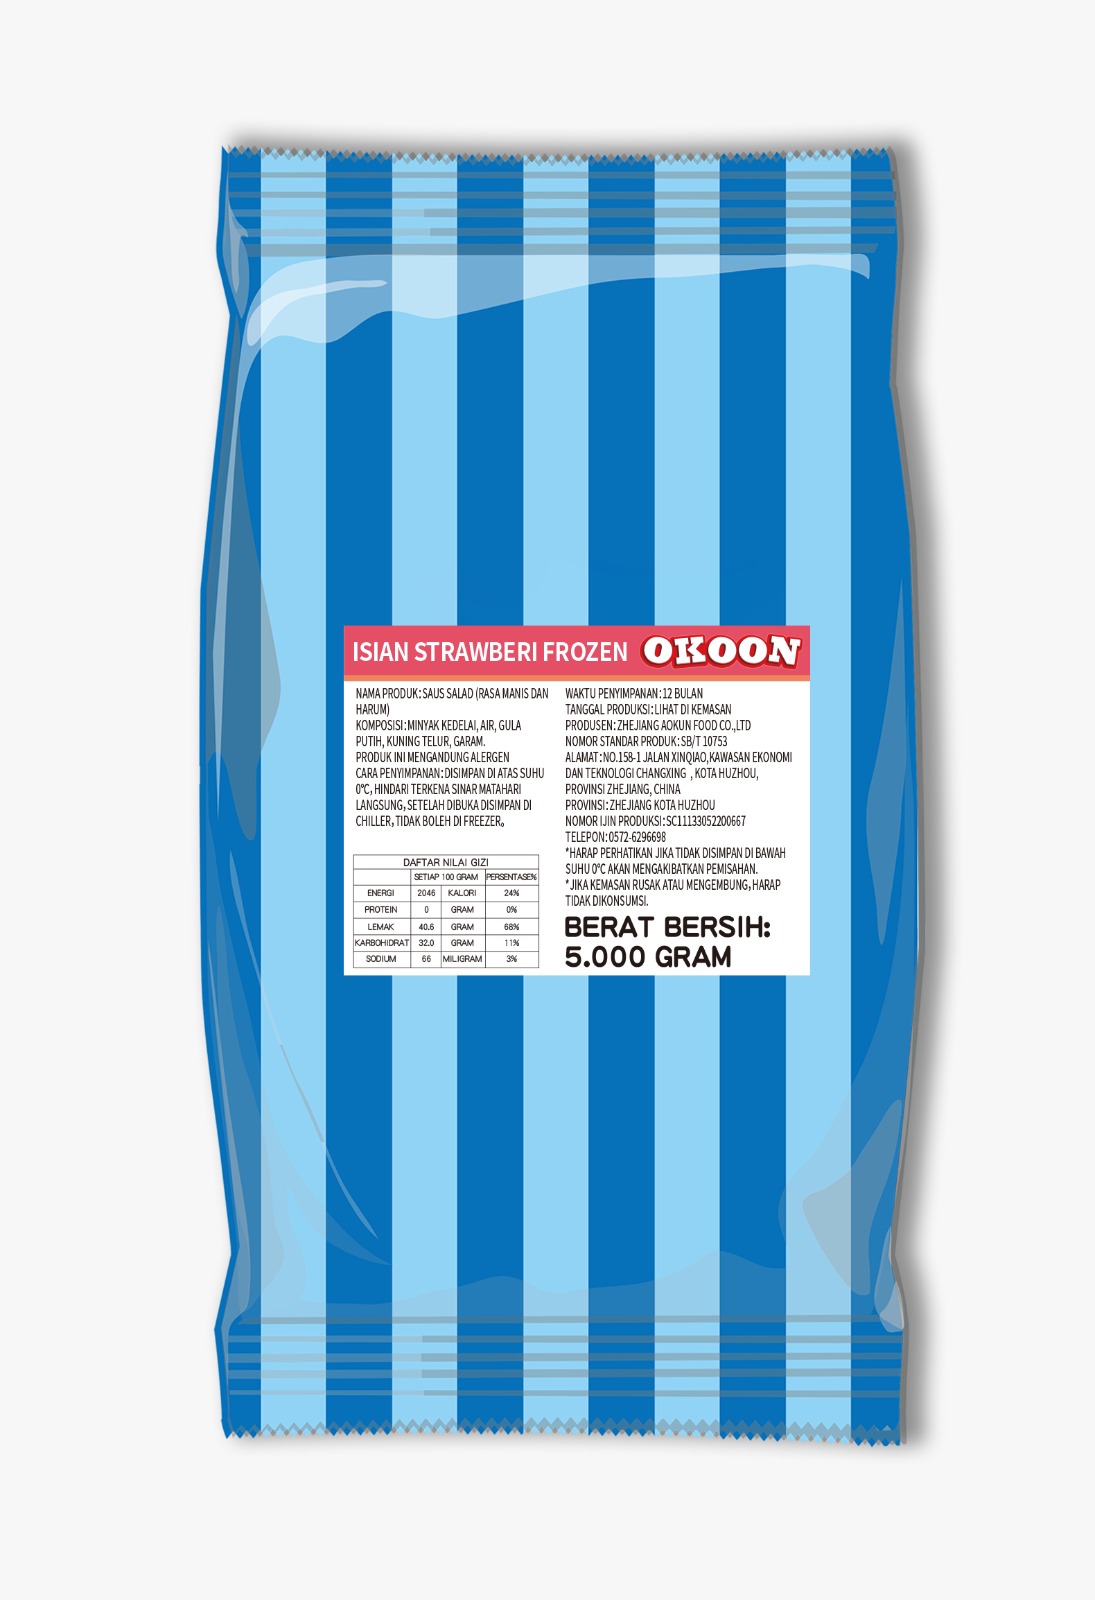 ISIAN STRAWBERI FROZEN OKOON
NAMA PRODUK:SAUS SALAD (RASA MANIS DAN
HARUM)
KOMPOSISI:MINYAK KEDELAI, AIR, GULA
PUTIH, KUNING TELUR, GARAM.
PRODUK INI MENGANDUNG ALERGEN
CARA PENYIMPANAN:DISIMPAN DI ATAS SUHU
0℃, HINDARI TERKENA SINAR MATAHARI
LANGSUNG, SETELAH DIBUKA DISIMPAN DI
CHILLER, TIDAK BOLEH DI FREEZER。
DAFTAR NILAI GIZI
SETIAP 100 GRAM PERSENTASE%
ENERGI 2046 KALORI 24%
PROTEIN 0 GRAM 0%
LEMAK 40.6 GRAM 68%
KARBOHIDRAT 32.0 GRAM 11%
SODIUM 66 MILIGRAM 3%
WAKTU PENYIMPANAN:12 BULAN
TANGGAL PRODUKSI:LIHAT DI KEMASAN
PRODUSEN:ZHEJIANG AOKUN FOOD CO.,LTD
NOMOR STANDAR PRODUK:SB/T 10753
ALAMAT:NO.158-1 JALAN XINQIAO,KAWASAN EKONOMI
DAN TEKNOLOGI CHANGXING , KOTA HUZHOU,
PROVINSI ZHEJIANG, CHINA
PROVINSI:ZHEJIANG KOTA HUZHOU
NOMOR IJIN PRODUKSI:SC11133052200667
TELEPON:0572-6296698
*HARAP PERHATIKAN JIKA TIDAK DISIMPAN DI BAWAH
SUHU 0℃ AKAN MENGAKIBATKAN PEMISAHAN.
*JIKA KEMASAN RUSAK ATAU MENGEMBUNG, HARAP
TIDAK DIKONSUMSI.
BERAT BERSIH:
5.000 GRAM